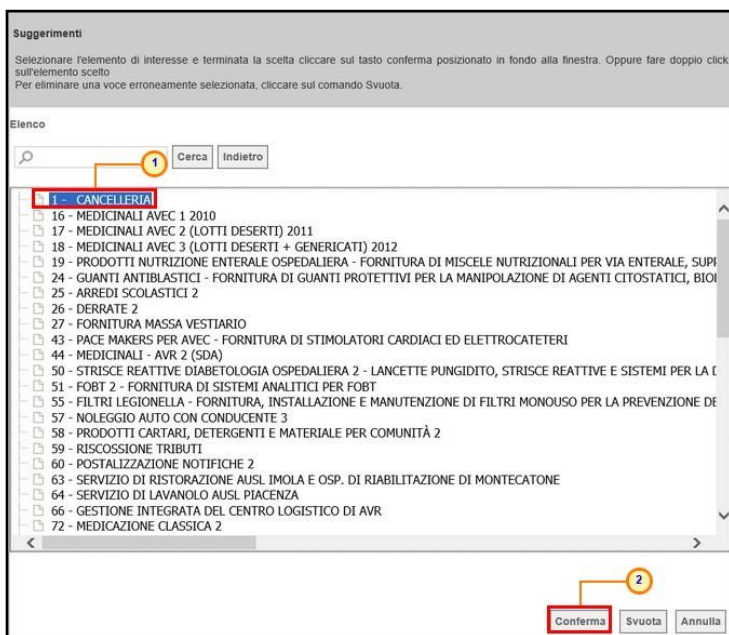 Suggerimenti
Selezionare l'elemento di interesse e terminata la scelta cliccare sul tasto conferma posizionato in fondo alla finestra. Oppure fare doppio click
sull'elemento scelto
Per eliminare una voce erroneamente selezionata, cliccare sul comando Svuota.
Elenco
1 Cerca Indietro
1 - CANCELLERIA
16 - MEDICINALI AVEC 1 2010
17 - MEDICINALI AVEC 2 (LOTTI DESERTI) 2011
18 - MEDICINALI AVEC 3 (LOTTI DESERTI + GENERICATI) 2012
19 - PRODOTTI NUTRIZIONE ENTERALE OSPEDALIERA - FORNITURA DI MISCELE NUTRIZIONALI PER VIA ENTERALE, SUP
24 - GUANTI ANTIBLASTICI - FORNITURA DI GUANTI PROTETTIVI PER LA MANIPOLAZIONE DI AGENTI CITOSTATICI, BIO
25 - ARREDI SCOLASTICI 2
26 - DERRATE 2
27 - FORNITURA MASSA VESTIARIO
43 - PACE MAKERS PER AVEC - FORNITURA DI STIMOLATORI CARDIACI ED ELETTROCATETERI
44 - MEDICINALI - AVR 2 (SDA)
50 - STRISCE REATTIVE DIABETOLOGIA OSPEDALIERA 2 - LANCETTE PUNGIDITO, STRISCE REATTIVE E SISTEMI PER LA
51 - FOBT 2 - FORNITURA DI SISTEMI ANALITICI PER FOBT
55 - FILTRI LEGIONELLA - FORNITURA, INSTALLAZIONE E MANUTENZIONE DI FILTRI MONOUSO PER LA PREVENZIONE DE
57 - NOLEGGIO AUTO CON CONDUCENTE 3
58 - PRODOTTI CARTARI, DETERGENTI E MATERIALE PER COMUNITÀ 2
59 - RISCOSSIONE TRIBUTI
60 - POSTALIZZAZIONE NOTIFICHE 2
63 - SERVIZIO DI RISTORAZIONE AUSL IMOLA E OSP. DI RIABILITAZIONE DI MONTECATONE
64 - SERVIZIO DI LAVANOLO AUSL PIACENZA
66 - GESTIONE INTEGRATA DEL CENTRO LOGISTICO DI AVR
72 - MEDICAZIONE CLASSICA 2
2
Conferma Svuota Annulla